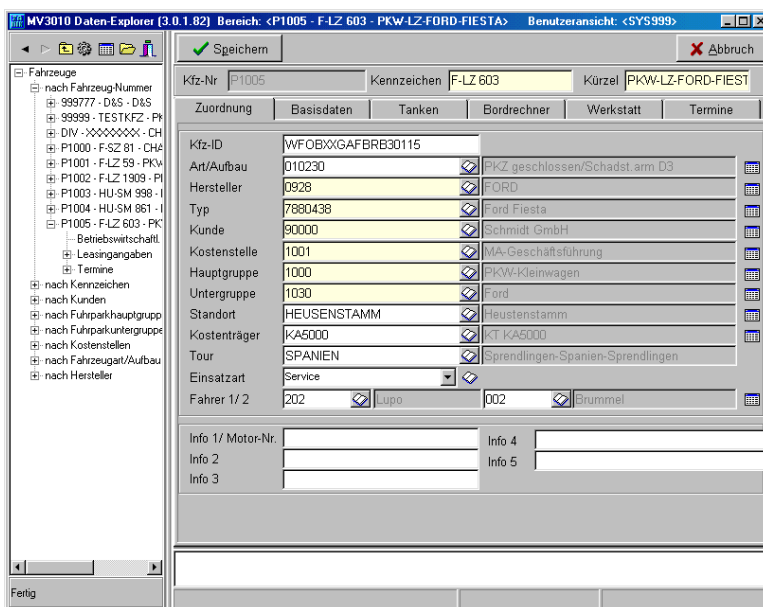 MV3010 Daten-Explorer (3.0.1.82) Bereich: <P1005 - F-LZ 603 - PKW-LZ-FORD-FIESTA> Benutzeransicht: <SYS999>
Speichern
Abbruch
Kfz-Nr P1005 Kennzeichen F-LZ 603 Kürzel PKW-LZ-FORD-FIEST
Fahrzeuge
nach Fahrzeug-Nummer
999777 - D&S - D&S
99999 - TESTKFZ - PK
DIV - XXXXXXXX - CH
P1000 - F-SZ 81 - CHA
P1001 - F-LZ 59 - PKW
P1002 - F-LZ 1909 - PI
P1003 - HU-SM 998 - I
P1004 - HU-SM 861 - I
P1005 - F-LZ 603 - PK
Betriebswirtschaftl.
Leasingangaben
Termine
nach Kennzeichen
nach Kunden
nach Fuhrparkhauptgrupp
nach Fuhrparkuntergruppe
nach Kostenstellen
nach Fahrzeugart/Aufbau
nach Hersteller
Zuordnung Basisdaten Tanken Bordrechner Werkstatt Termine
Kfz-ID WFOBXXGAFBRB30115
Art/Aufbau 010230 PKZ geschlossen/Schadst.arm D3
Hersteller 0928 FORD
Typ 7880438 Ford Fiesta
Kunde 90000 Schmidt GmbH
Kostenstelle 1001 MA-Geschäftsführung
Hauptgruppe 1000 PKW-Kleinwagen
Untergruppe 1030 Ford
Standort HEUSENSTAMM Heustenstamm
Kostenträger KA5000 KT KA5000
Tour SPANIEN Sprendlingen-Spanien-Sprendlingen
Einsatzart Service
Fahrer 1/ 2 202 Lupo 002 Brummel
Info 1/ Motor-Nr. Info 4
Info 2 Info 5
Info 3
Fertig